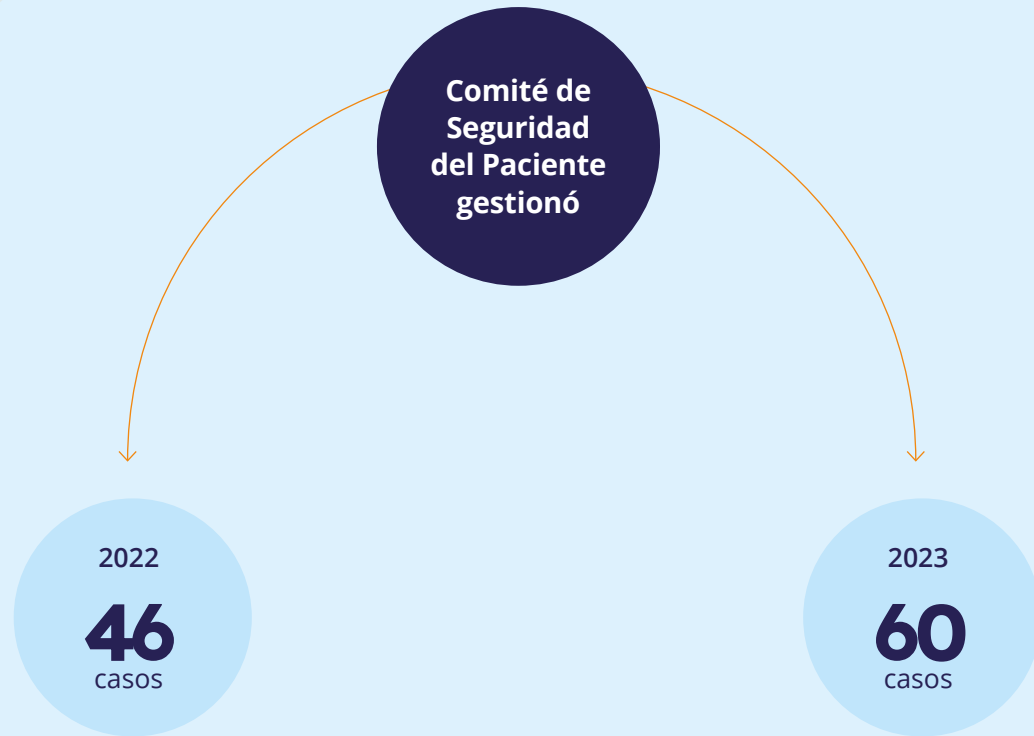 Comité de
Seguridad
del Paciente
gestionó
2022
46
casos
2023
60
casos